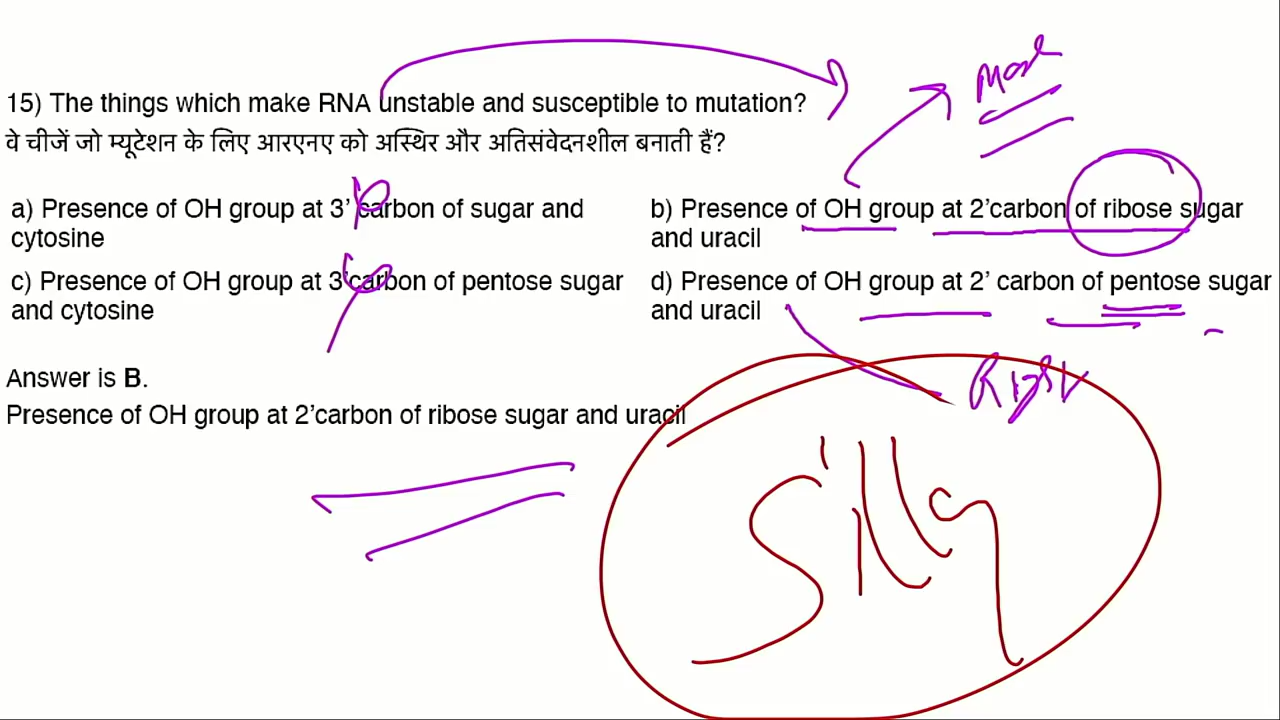 15) The things which make RNA unstable and susceptible to mutation?
वे चीजें जो म्यूटेशन के लिए आरएनए को अस्थिर और अतिसंवेदनशील बनाती हैं?
a) Presence of OH group at 3' carbon of sugar and
cytosine
b) Presence of OH group at 2'carbon of ribose sugar
and uracil
c) Presence of OH group at 3'carbon of pentose sugar
and cytosine
d) Presence of OH group at 2' carbon of pentose sugar
and uracil
Right
Answer is B.
Presence of OH group at 2'carbon of ribose sugar and uracil
Silly